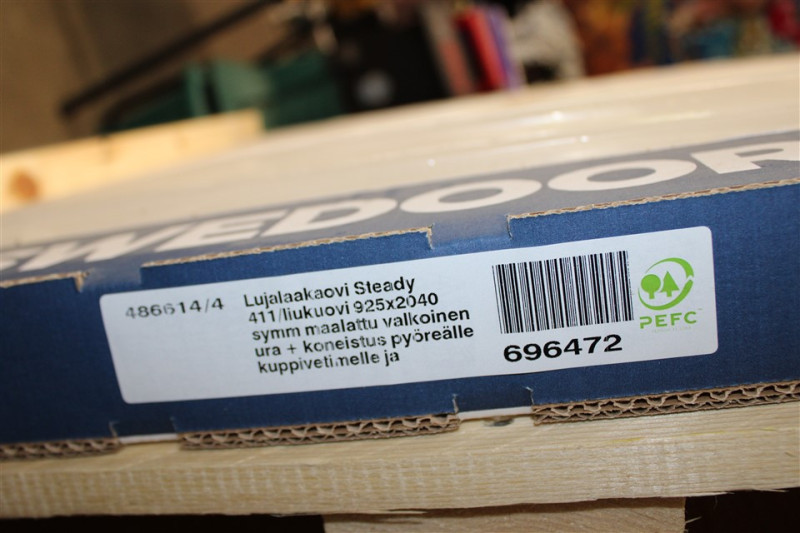 SWEDOOR
486614/4
Lujalaakaovi Steady
411/liukuovi 925x2040
symm maalattu valkoinen
ura + koneistus pyöreälle
kuppivetimelle ja
696472
PEFC